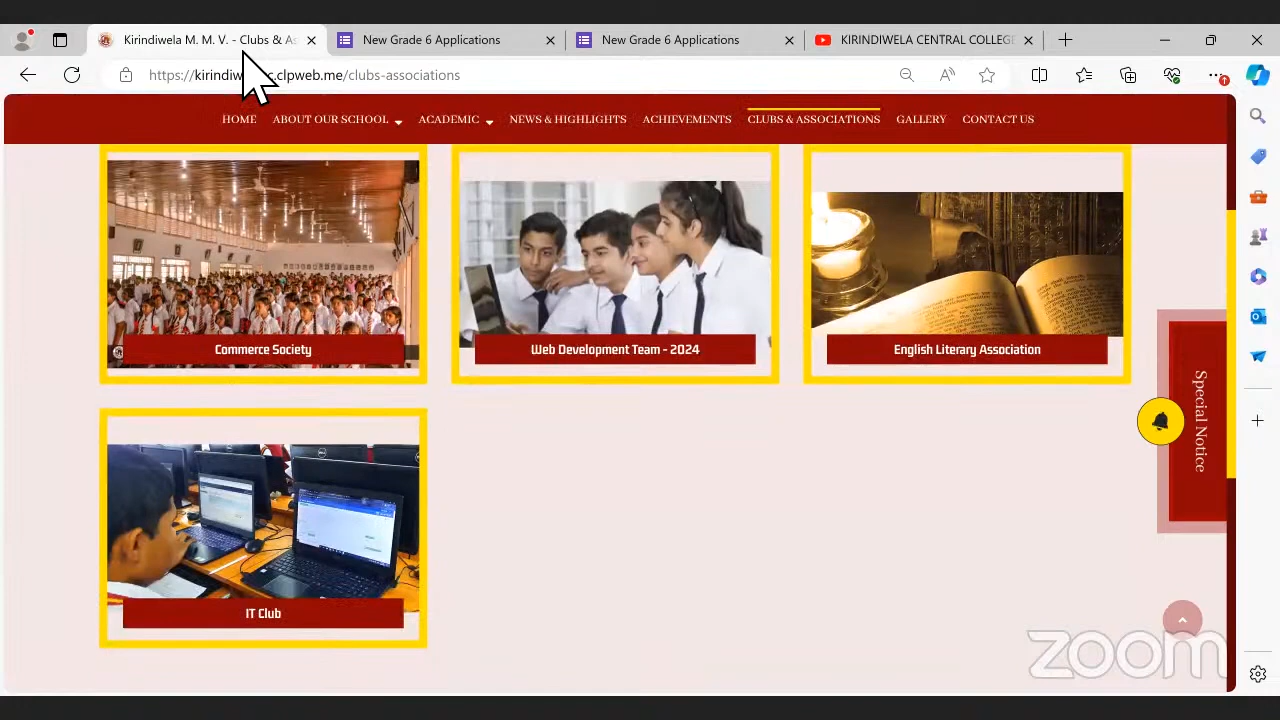 Kirindiwela M. M. V. - Clubs & As
New Grade 6 Applications
New Grade 6 Applications
KIRINDIWELA CENTRAL COLLEGE
https://kirindiw c.clpweb.me/clubs-associations
HOME
ABOUT OUR SCHOOL
ACADEMIC
NEWS & HIGHLIGHTS
ACHIEVEMENTS
CLUBS & ASSOCIATIONS
GALLERY
CONTACT US
Commerce Society
Web Development Team - 2024
English Literary Association
IT Club
Special Notice
zoom